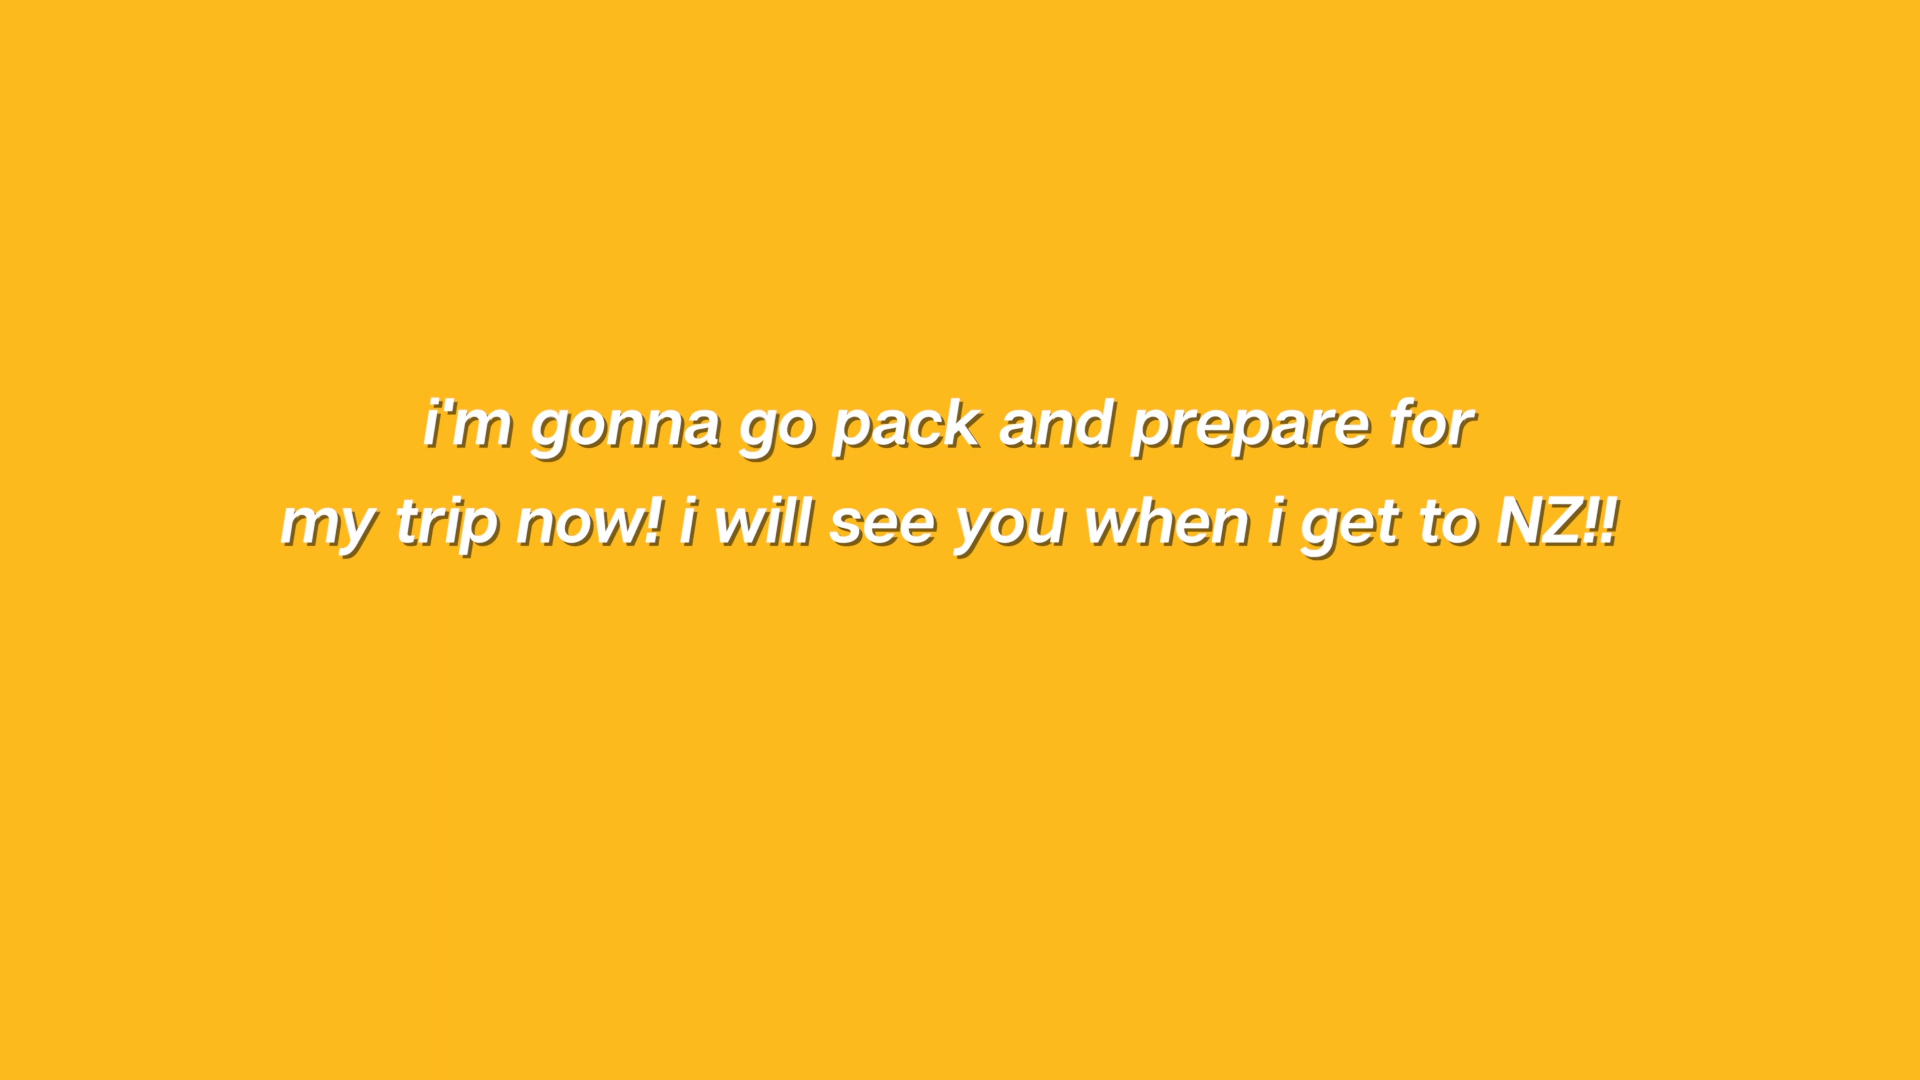 i'm gonna go pack and prepare for
my trip now! i will see you when i get to NZ!!